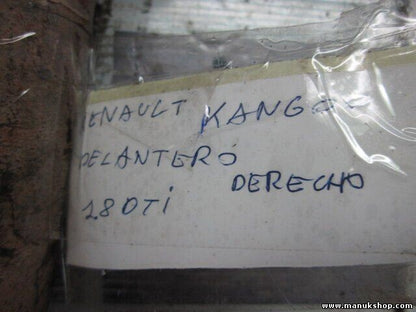 RENAULT KANGOO
DELANTERO
DERECHO
1.8 DTI
www.manukshop.com